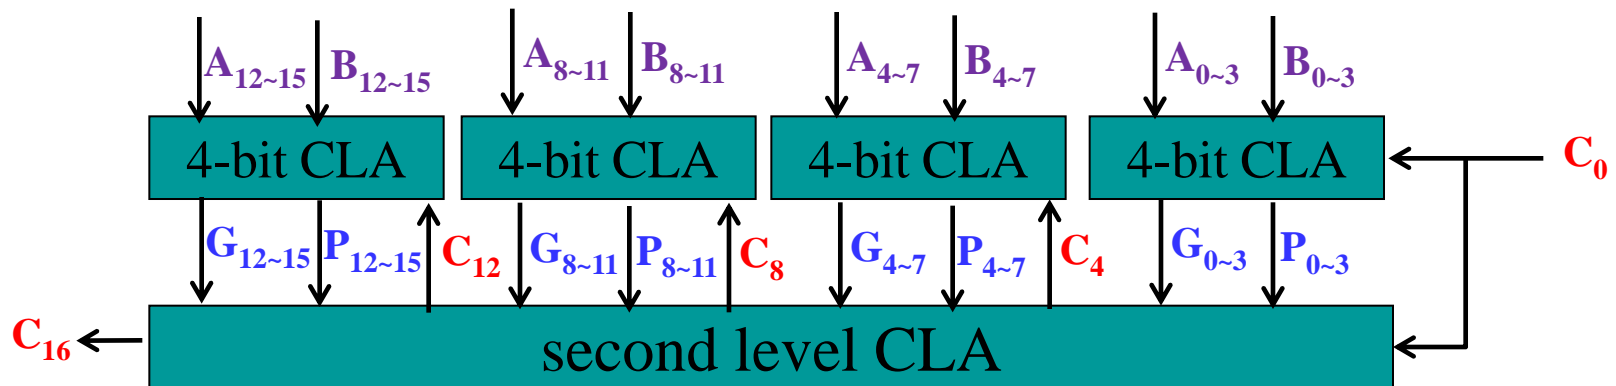 A12~15 B12~15 A8~11 B8~11 A4~7 B4~7 A0~3 B0~3
4-bit CLA 4-bit CLA 4-bit CLA 4-bit CLA C0
G12~15 P12~15 C12 G8~11 P8~11 C8 G4~7 P4~7 C4 G0~3 P0~3
C16 second level CLA